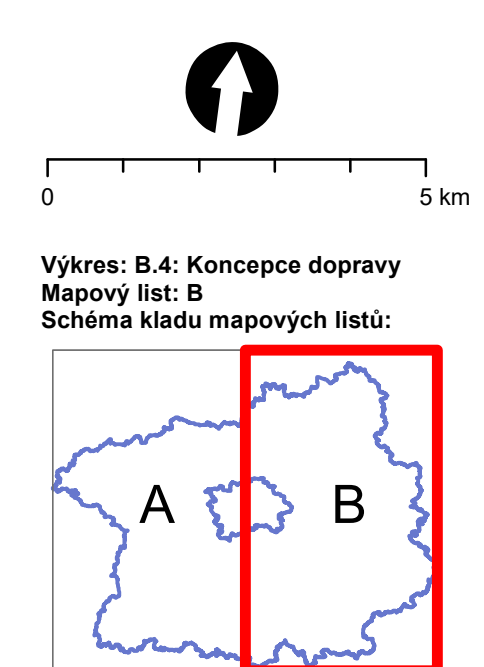 0 5 km
Výkres: B.4: Koncepce dopravy
Mapový list: B
Schéma kladu mapových listů:
A B